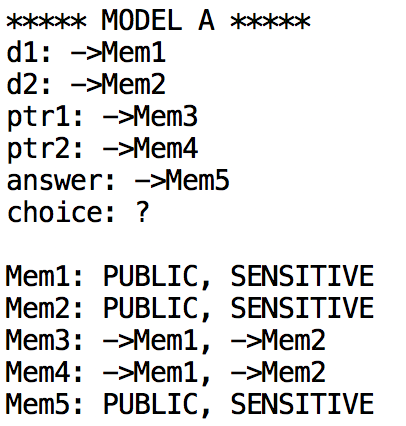 ***** MODEL A *****
d1: ->Mem1
d2: ->Mem2
ptr1: ->Mem3
ptr2: ->Mem4
answer: ->Mem5
choice: ?

Mem1: PUBLIC, SENSITIVE
Mem2: PUBLIC, SENSITIVE
Mem3: ->Mem1, ->Mem2
Mem4: ->Mem1, ->Mem2
Mem5: PUBLIC, SENSITIVE